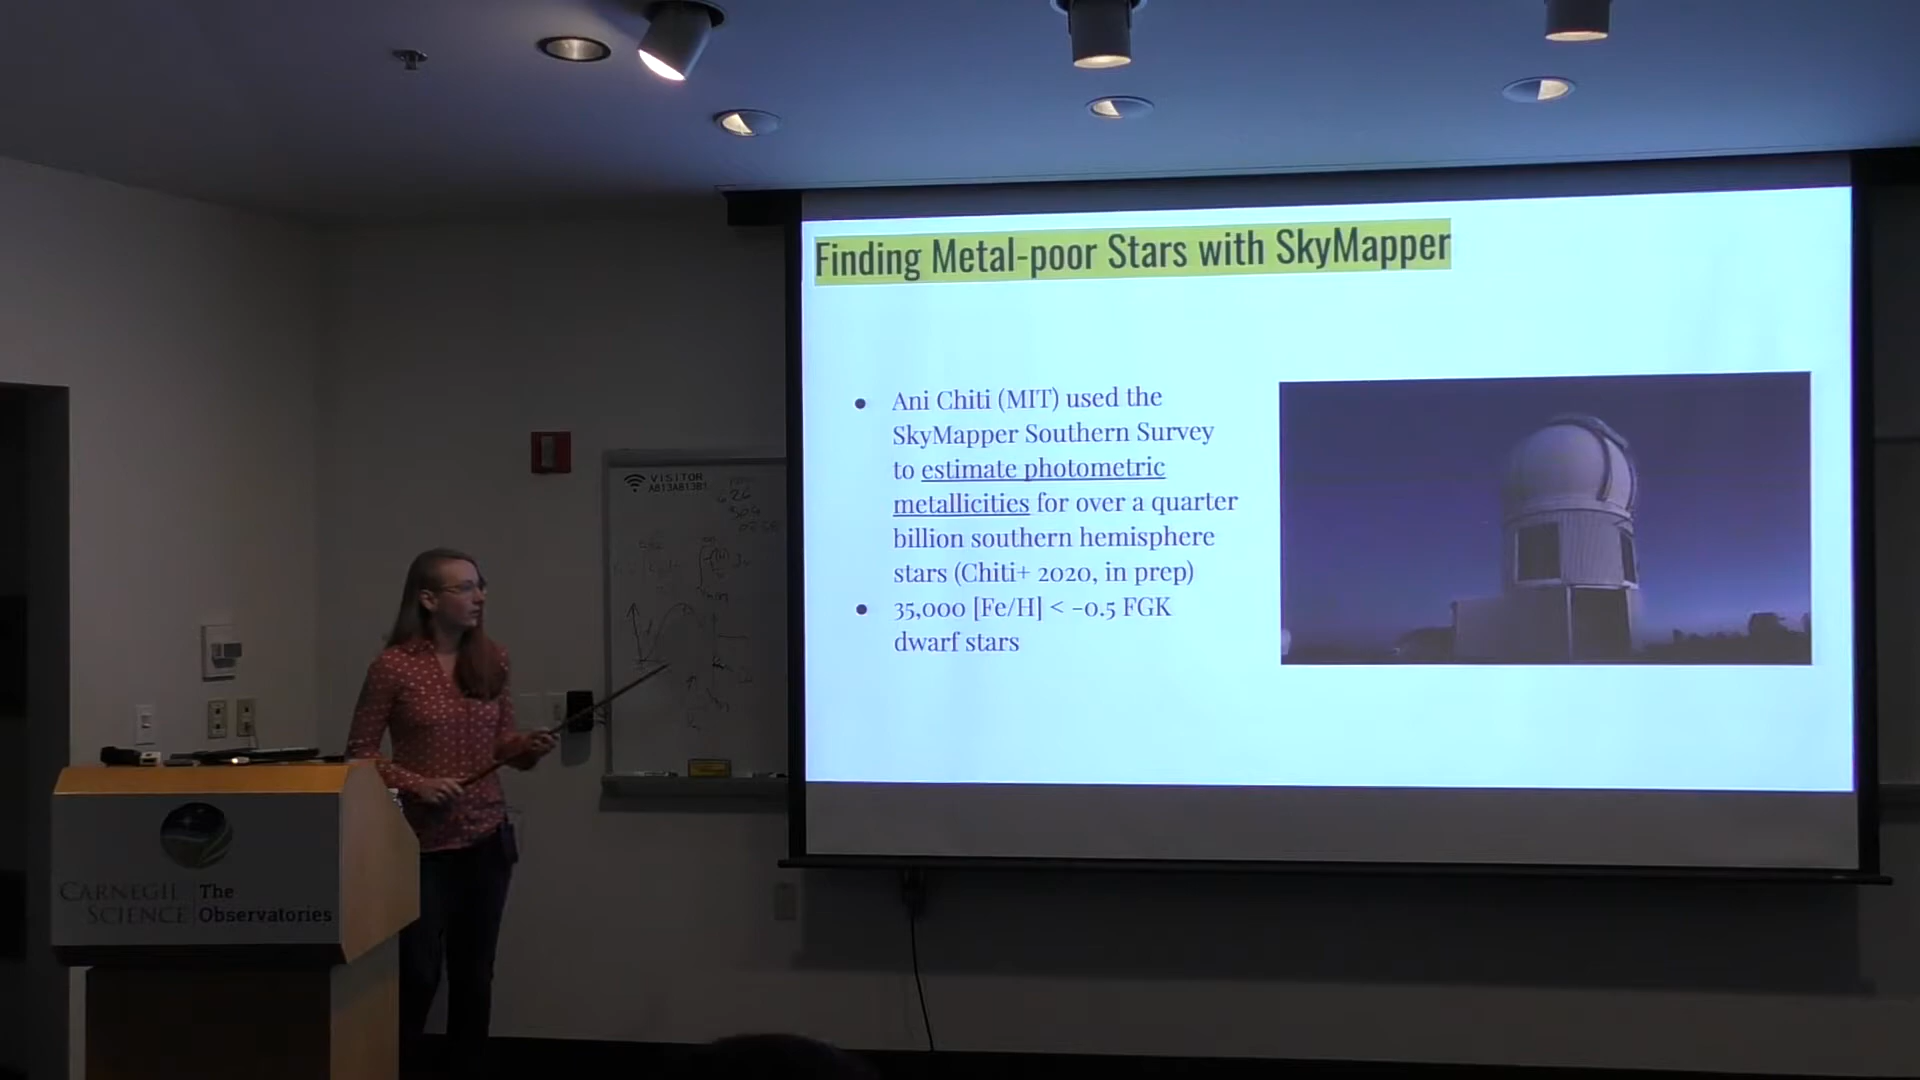 Finding Metal-poor Stars with SkyMapper
● Ani Chiti (MIT) used the
SkyMapper Southern Survey
to estimate photometric
metallicities for over a quarter
billion southern hemisphere
stars (Chiti+ 2020, in prep)
● 35,000 [Fe/H] < -0.5 FGK
dwarf stars
VISITOR
CARNEGIE
SCIENCE
The
Observatories